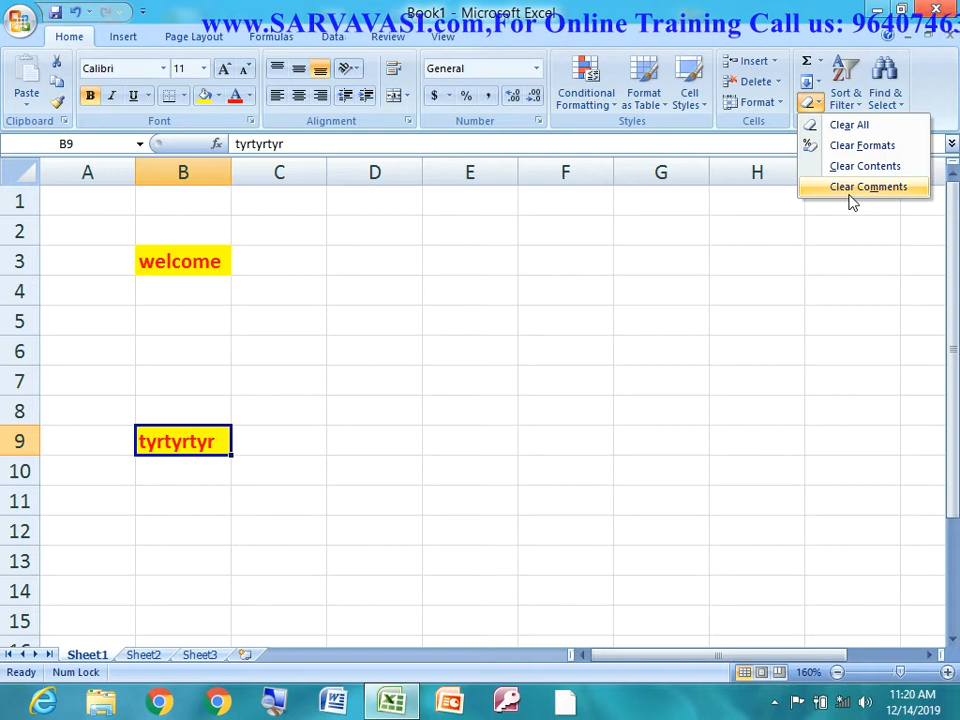 Book1 - Microsoft Excel
www.SARVAVASI.com,For Online Training Call us: 96407463
Home Insert Page Layout Formulas Data Review View
Paste
Calibri 11 A A
B I U A
General
$ % ,
Conditional Formatting
Format as Table
Cell Styles
Insert
Delete
Format
Σ
Sort & Filter
Find & Select
Clipboard Font Alignment Number Styles Cells
Clear All
Clear Formats
Clear Contents
Clear Comments
B9 fx tyrtyrtyr
A B C D E F G H
1
2
3 welcome
4
5
6
7
8
9 tyrtyrtyr
10
11
12
13
14
15
Sheet1 Sheet2 Sheet3
Ready Num Lock 160%
11:20 AM
12/14/2019